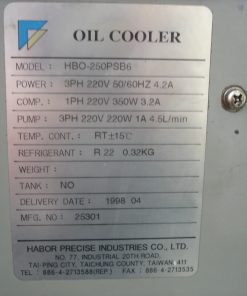 OIL COOLER
MODEL : HBO-250PSB6
POWER : 3PH 220V 50/60HZ 4.2A
COMP. : 1PH 220V 350W 3.2A
PUMP : 3PH 220V 220W 1A 4.5L/min
TEMP. CONT. : RT±15℃
REFRIGERANT : R 22 0.32KG
WEIGHT :
TANK : NO
DELIVERY DATE : 1998 04
MFG. NO : 25301
HABOR PRECISE INDUSTRIES CO., LTD.
NO. 77, INDUSTRIAL 20TH ROAD,
TAI-PING CITY, TAICHUNG COUNTY, TAIWAN 411
TEL : 886-4-2713588(REP.) FAX : 886-4-2713535